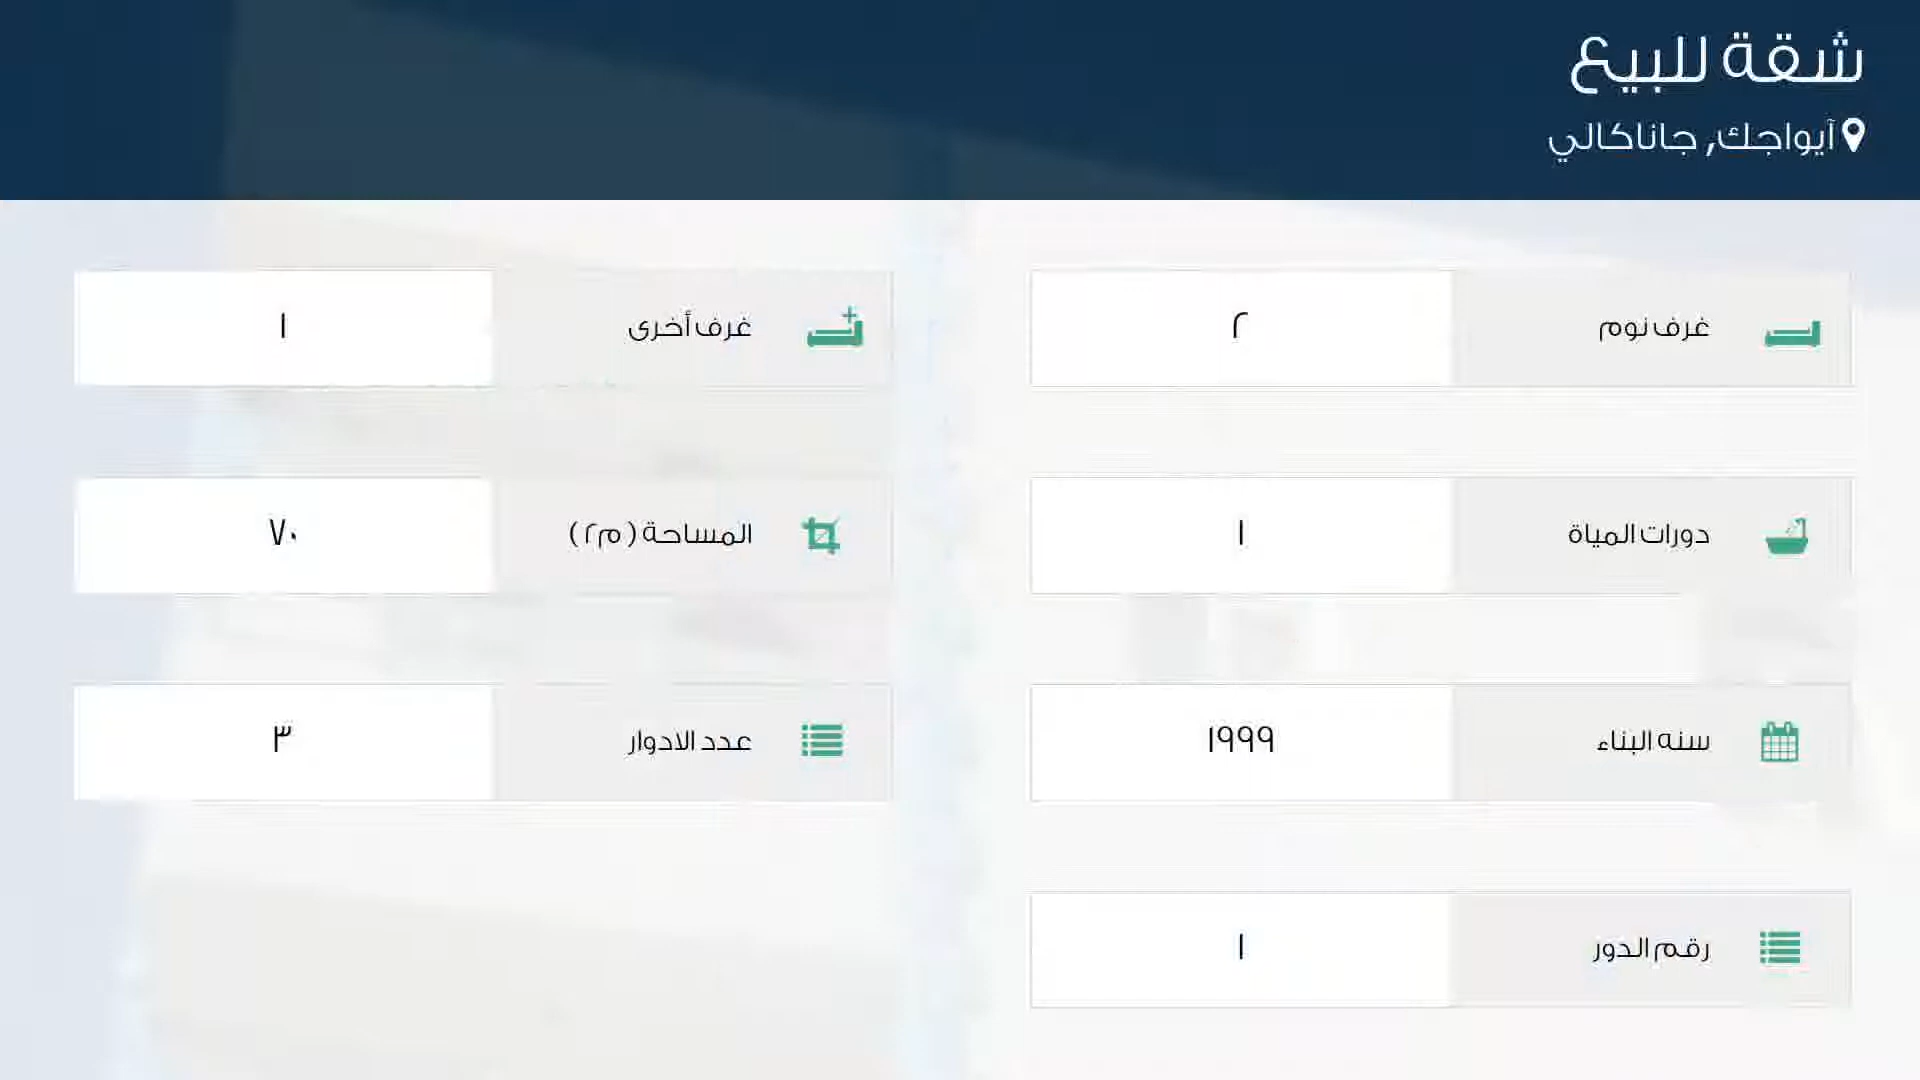 شقة للبيع
آيواجك, جاناكالي
غرف نوم ٢
غرف أخرى ١
دورات المياة ١
المساحة ( م٢ ) ٧٠
سنه البناء ١٩٩٩
عدد الادوار ٣
رقم الدور ١